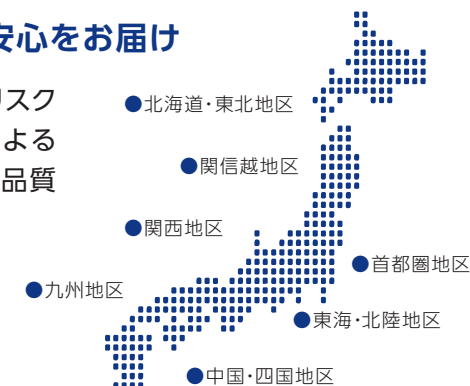 安心をお届け
リスク
よる
品質
●北海道・東北地区
●関信越地区
●関西地区
●首都圏地区
●九州地区
●東海・北陸地区
●中国・四国地区